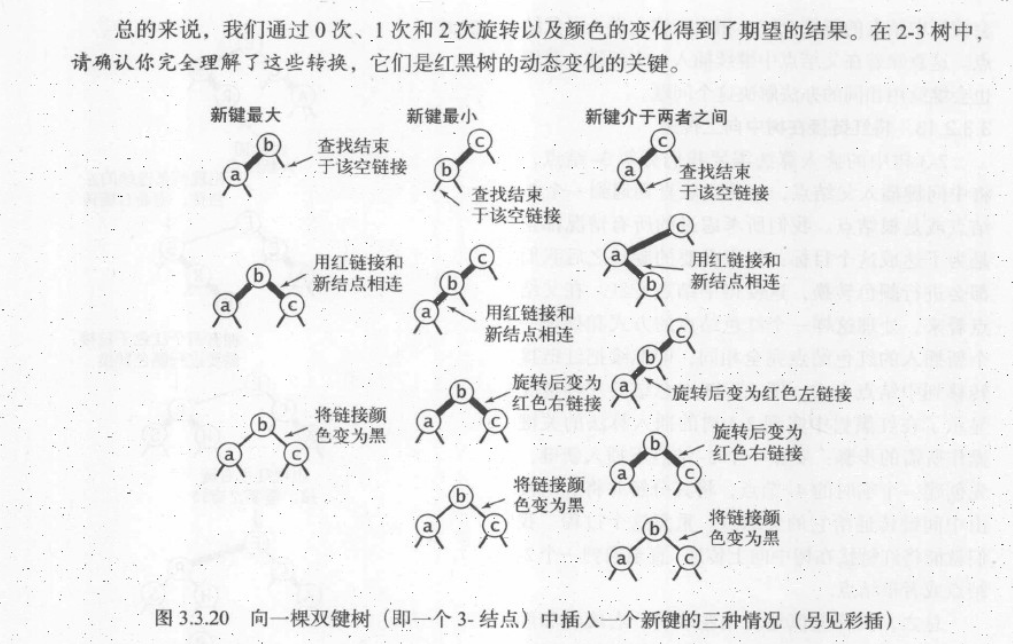 总的来说，我们通过 0 次、1 次和 2 次旋转以及颜色的变化得到了期望的结果。在 2-3 树中，
请确认你完全理解了这些转换，它们是红黑树的动态变化的关键。
新键最大
b
a
查找结束
于该空链接
b
a
c
用红链接和
新结点相连
b
a
c
将链接颜
色变为黑
新键最小
c
b
查找结束
于该空链接
c
b
a
用红链接和
新结点相连
b
a
c
旋转后变为
红色右链接
b
a
c
将链接颜
色变为黑
新键介于两者之间
c
a
查找结束
于该空链接
c
a
b
用红链接和
新结点相连
c
b
a
旋转后变为红色左链接
b
a
c
旋转后变为
红色右链接
b
a
c
将链接颜
色变为黑
图 3.3.20 向一棵双键树（即一个 3- 结点）中插入一个新键的三种情况（另见彩插）